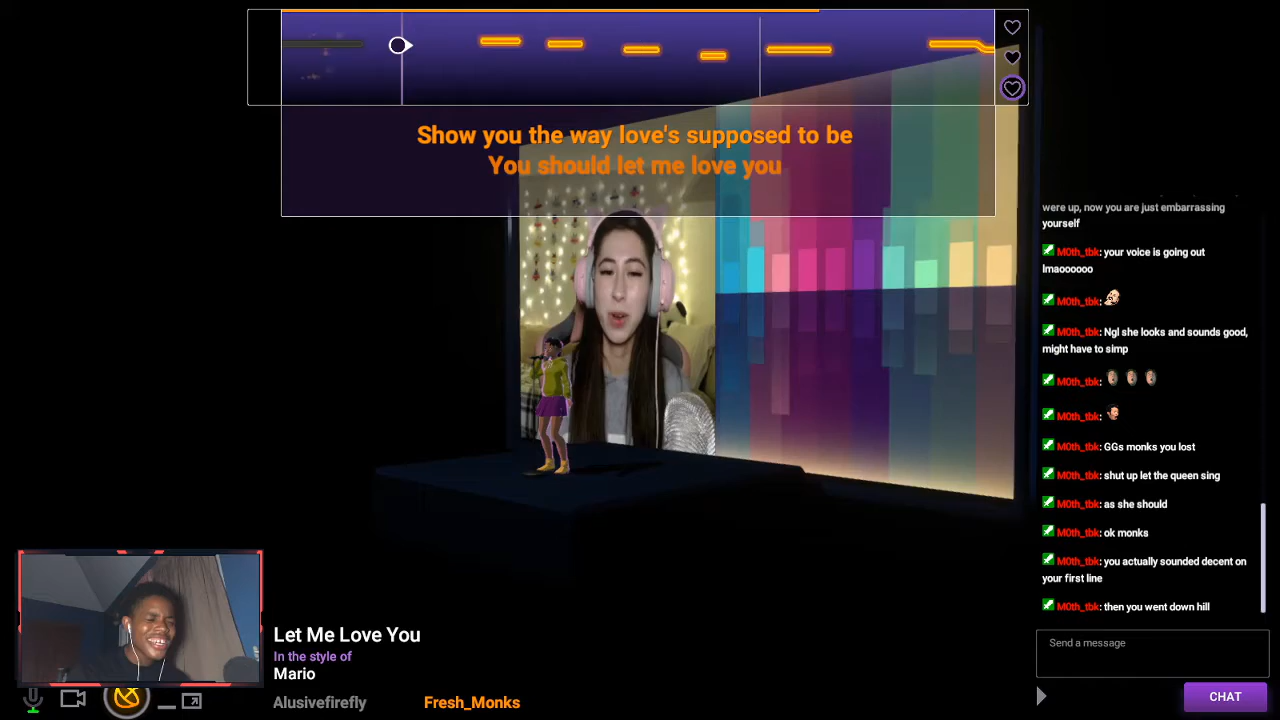 Show you the way love's supposed to be
You should let me love you
were up, now you are just embarrassing
yourself
M0th_tbk: your voice is going out
lmaoooooo
M0th_tbk:
M0th_tbk: Ngl she looks and sounds good,
might have to simp
M0th_tbk:
M0th_tbk:
M0th_tbk: GGs monks you lost
M0th_tbk: shut up let the queen sing
M0th_tbk: as she should
M0th_tbk: ok monks
M0th_tbk: you actually sounded decent on
your first line
M0th_tbk: then you went down hill
Send a message
CHAT
Let Me Love You
In the style of
Mario
Alusivefirefly
Fresh_Monks